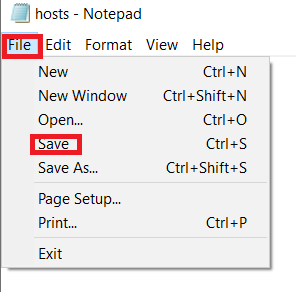 hosts - Notepad
File Edit Format View Help
New Ctrl+N
New Window Ctrl+Shift+N
Open... Ctrl+O
Save Ctrl+S
Save As... Ctrl+Shift+S
Page Setup...
Print... Ctrl+P
Exit